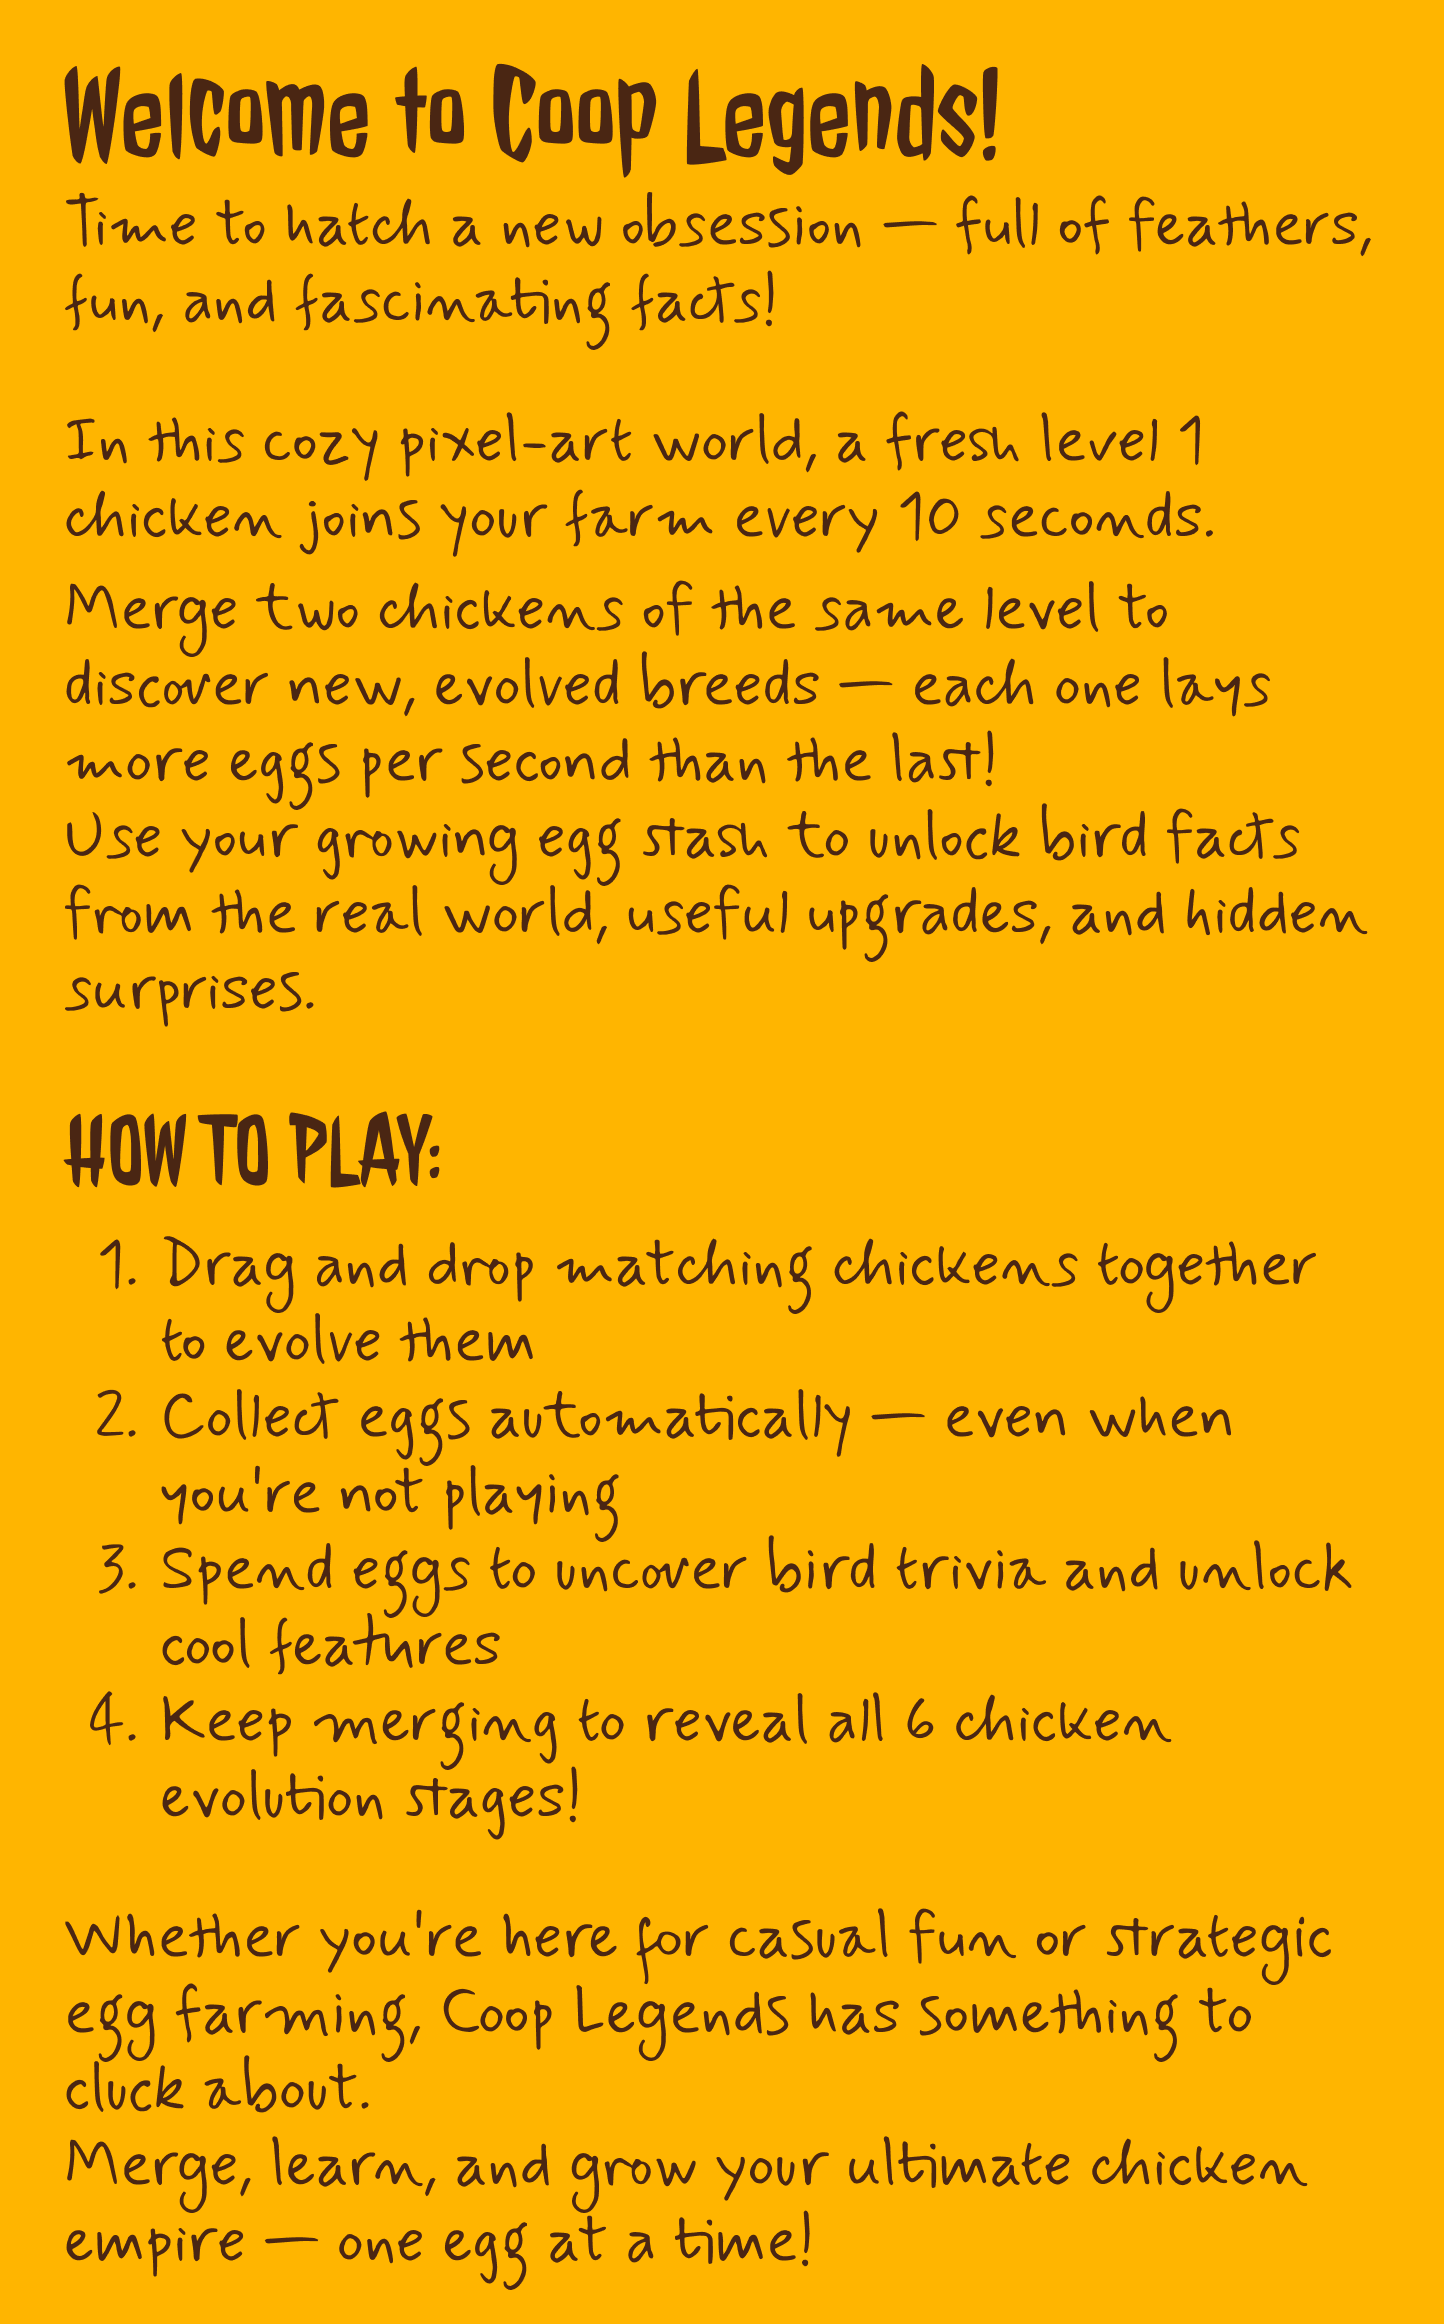 Welcome to Coop Legends!
Time to hatch a new obsession — full of feathers,
fun, and fascinating facts!
In this cozy pixel-art world, a fresh level 1
chicken joins your farm every 10 seconds.
Merge two chickens of the same level to
discover new, evolved breeds — each one lays
more eggs per second than the last!
Use your growing egg stash to unlock bird facts
from the real world, useful upgrades, and hidden
surprises.
HOW TO PLAY:
1. Drag and drop matching chickens together
to evolve them
2. Collect eggs automatically — even when
you're not playing
3. Spend eggs to uncover bird trivia and unlock
cool features
4. Keep merging to reveal all 6 chicken
evolution stages!
Whether you're here for casual fun or strategic
egg farming, Coop Legends has something to
cluck about.
Merge, learn, and grow your ultimate chicken
empire — one egg at a time!